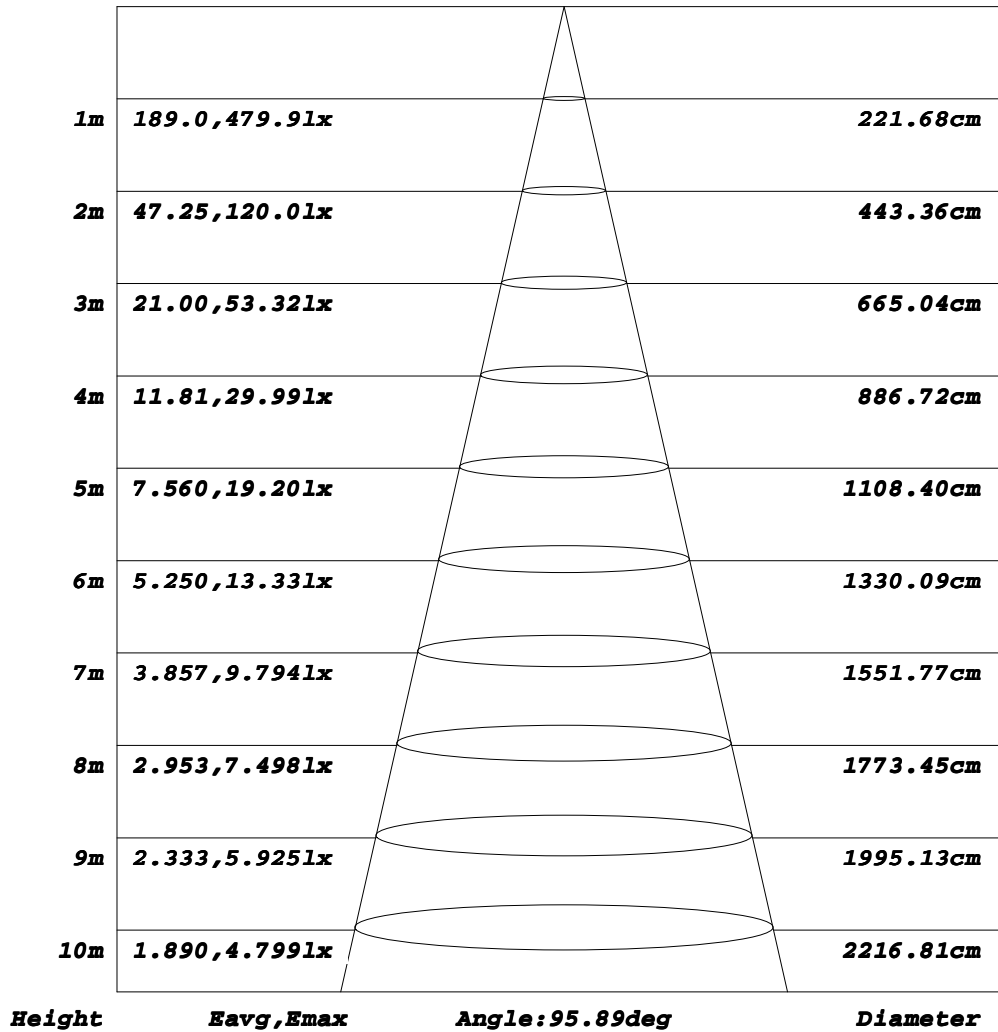 1m 189.0,479.9lx 221.68cm
2m 47.25,120.0lx 443.36cm
3m 21.00,53.32lx 665.04cm
4m 11.81,29.99lx 886.72cm
5m 7.560,19.20lx 1108.40cm
6m 5.250,13.33lx 1330.09cm
7m 3.857,9.794lx 1551.77cm
8m 2.953,7.498lx 1773.45cm
9m 2.333,5.925lx 1995.13cm
10m 1.890,4.799lx 2216.81cm
Height Eavg,Emax Angle:95.89deg Diameter